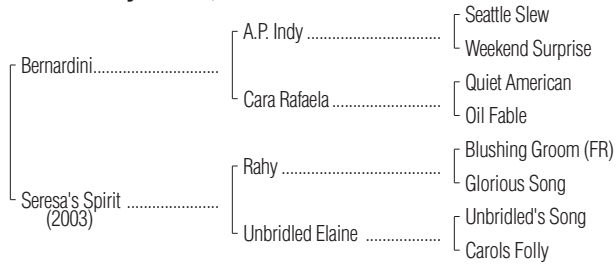 Seattle Slew
A.P. Indy ........................
Weekend Surprise
Bernardini..............................
Quiet American
Cara Rafaela ...................
Oil Fable
Blushing Groom (FR)
Rahy ...............................
Glorious Song
Seresa's Spirit ......................
(2003)
Unbridled's Song
Unbridled Elaine .................
Carols Folly